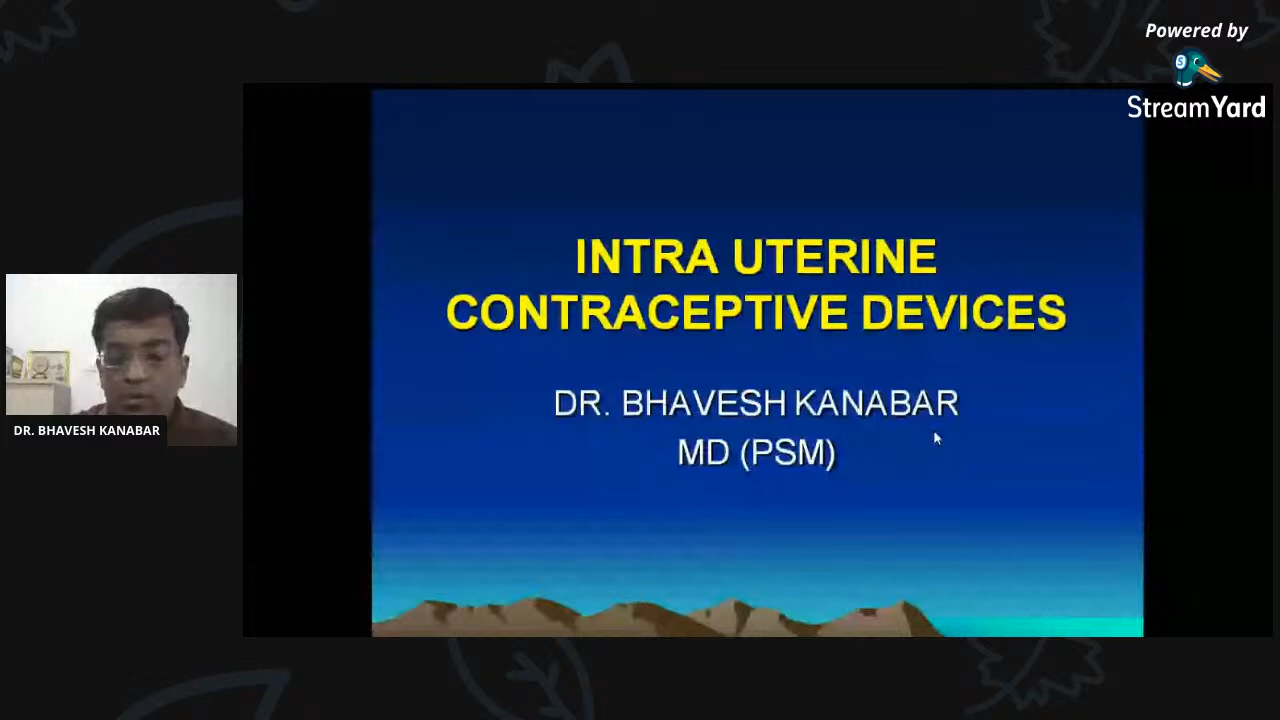 Powered by
StreamYard
INTRA UTERINE
CONTRACEPTIVE DEVICES
DR. BHAVESH KANABAR
MD (PSM)
DR. BHAVESH KANABAR